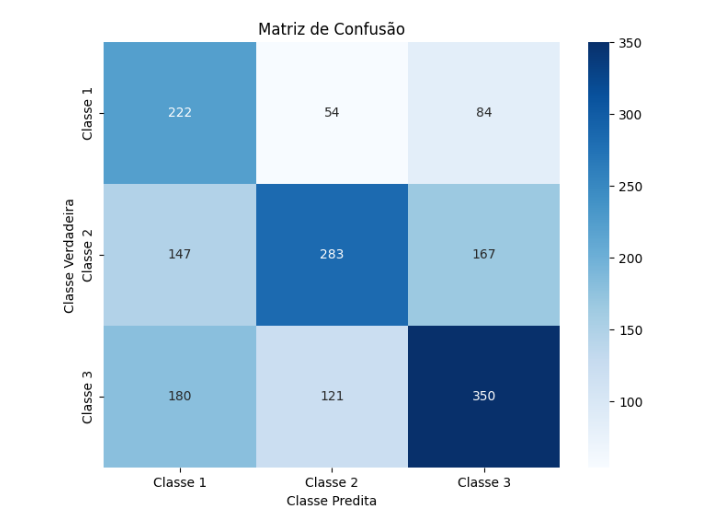 Matriz de Confusão
Classe Verdadeira
Classe 1
222 54 84
Classe 2
147 283 167
Classe 3
180 121 350
Classe 1 Classe 2 Classe 3
Classe Predita
350
300
250
200
150
100